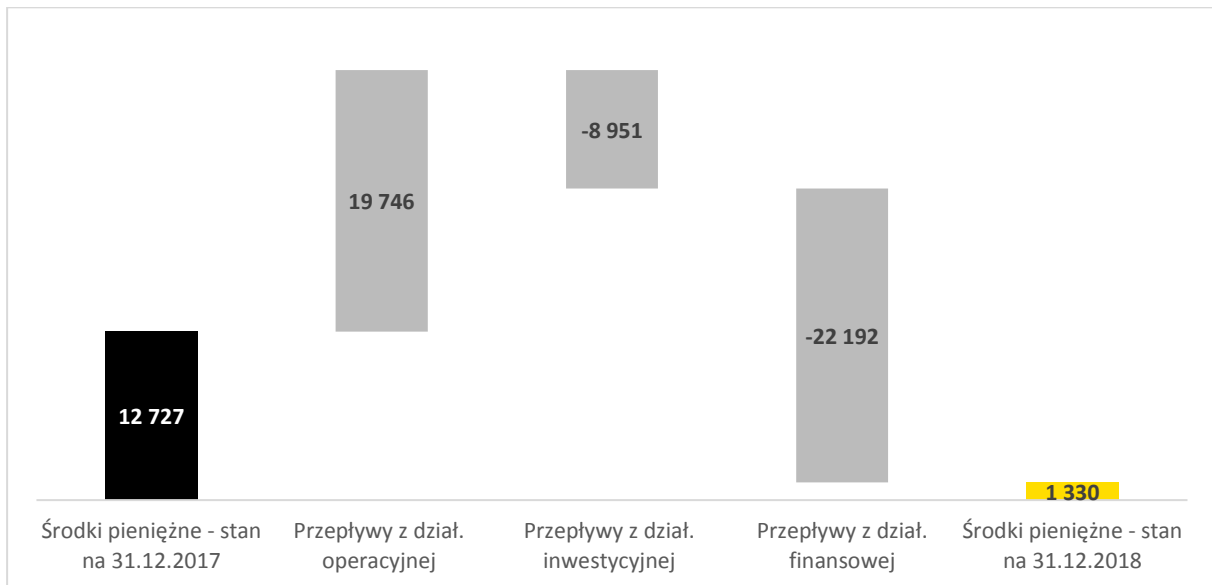 -8 951
19 746
-22 192
12 727
1 330
Środki pieniężne - stan
na 31.12.2017
Przepływy z dział.
operacyjnej
Przepływy z dział.
inwestycyjnej
Przepływy z dział.
finansowej
Środki pieniężne - stan
na 31.12.2018